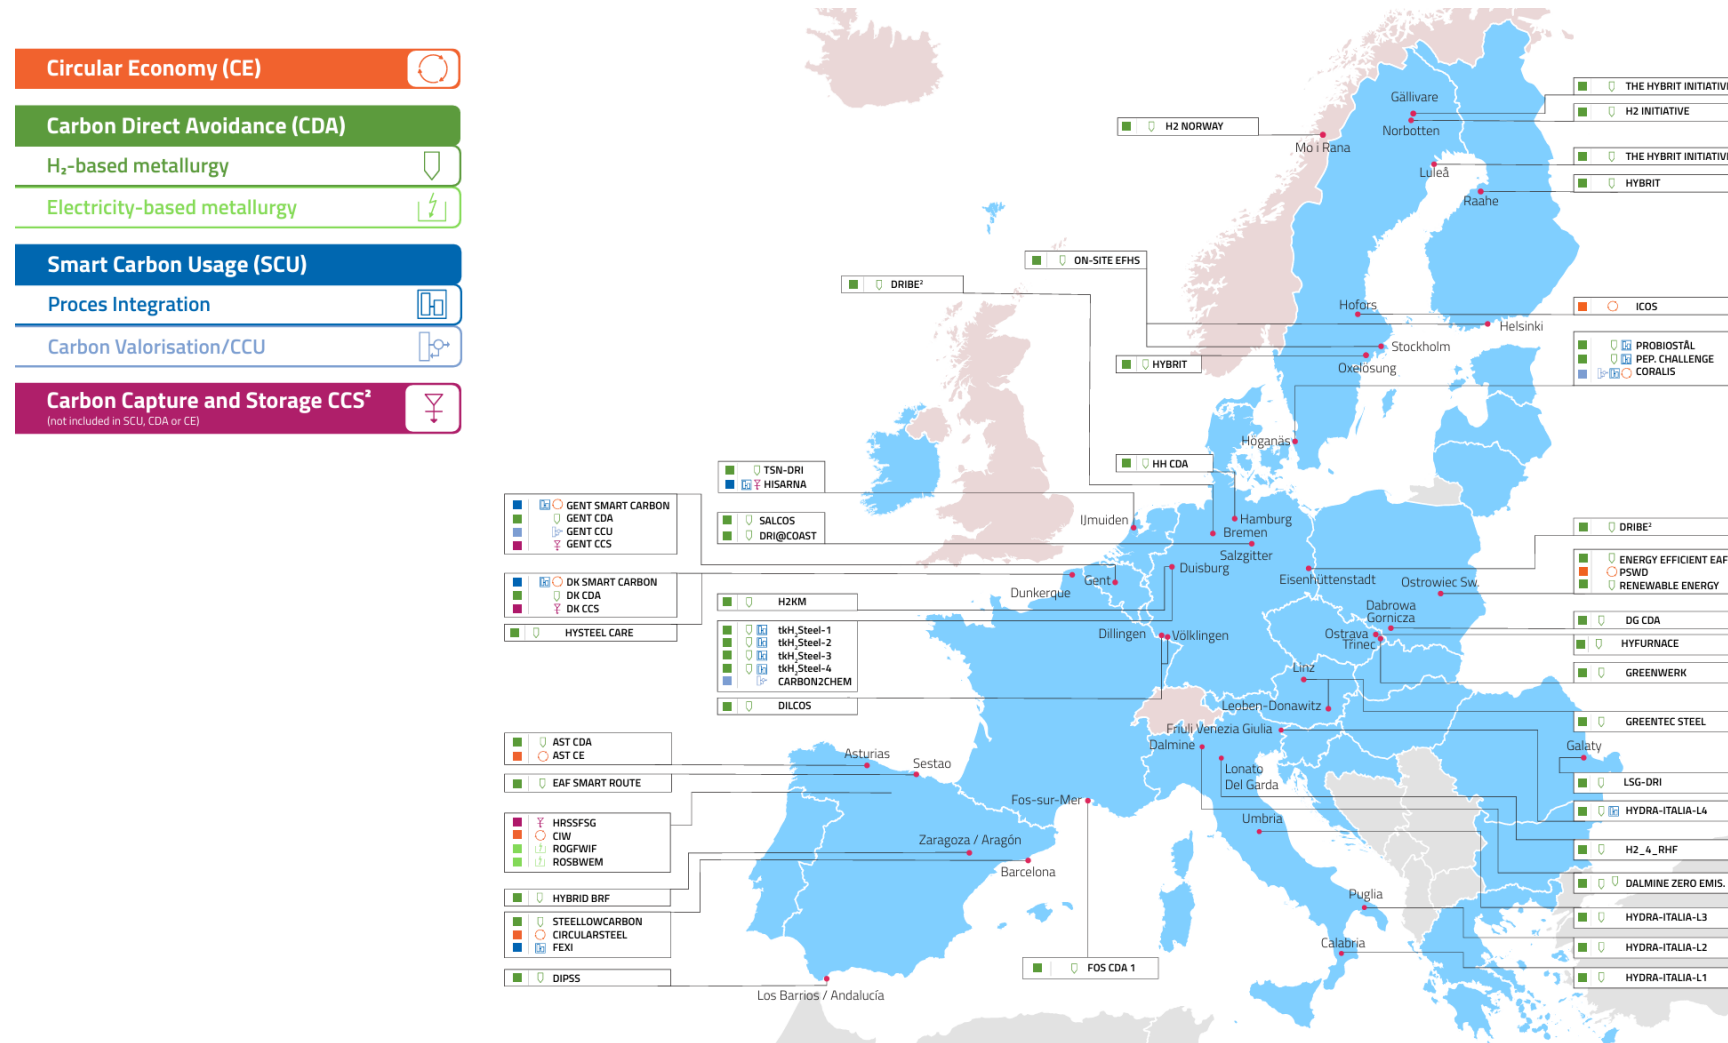 Circular Economy (CE)
Carbon Direct Avoidance (CDA)
H₂-based metallurgy
Electricity-based metallurgy
Smart Carbon Usage (SCU)
Proces Integration
Carbon Valorisation/CCU
Carbon Capture and Storage CCS²
(not included in SCU, CDA or CE)
THE HYBRIT INITIATIV
H2 INITIATIVE
Gällivare
Norbotten
H2 NORWAY
Mo i Rana
THE HYBRIT INITIATIV
HYBRIT
Luleå
Raahe
ON-SITE EFHS
DRIBE²
Hofors
ICOS
Helsinki
Stockholm
Oxelösung
HYBRIT
PROBIOSTÅL
PEP. CHALLENGE
CORALIS
Höganäs
HH CDA
TSN-DRI
HISARNA
GENT SMART CARBON
GENT CDA
GENT CCU
GENT CCS
SALCOS
DRI@COAST
IJmuiden
Hamburg
Bremen
Salzgitter
Duisburg
Eisenhüttenstadt
DRIBE²
ENERGY EFFICIENT EAF
PSWD
RENEWABLE ENERGY
Ostrowiec Sw.
DK SMART CARBON
DK CDA
DK CCS
HYSTEEL CARE
Gent
Dunkerque
H2KM
tkH₂Steel-1
tkH₂Steel-2
tkH₂Steel-3
tkH₂Steel-4
CARBON2CHEM
DILCOS
Dillingen
Völklingen
Dabrowa
Gornicza
Ostrava
Třinec
DG CDA
HYFURNACE
GREENWERK
Linz
Leoben-Donawitz
GREENTEC STEEL
Friuli Venezia Giulia
Dalmine
Lonato
Del Garda
Galaty
LSG-DRI
HYDRA-ITALIA-L4
H2_4_RHF
DALMINE ZERO EMIS.
HYDRA-ITALIA-L3
HYDRA-ITALIA-L2
HYDRA-ITALIA-L1
AST CDA
AST CE
EAF SMART ROUTE
Asturias
Sestao
HRSSFSG
CIW
ROGFWIF
ROSBWEM
HYBRID BRF
STEELLOWCARBON
CIRCULARSTEEL
FEXI
DIPSS
Fos-sur-Mer
Zaragoza / Aragón
Barcelona
Umbria
Puglia
Calabria
FOS CDA 1
Los Barrios / Andalucía